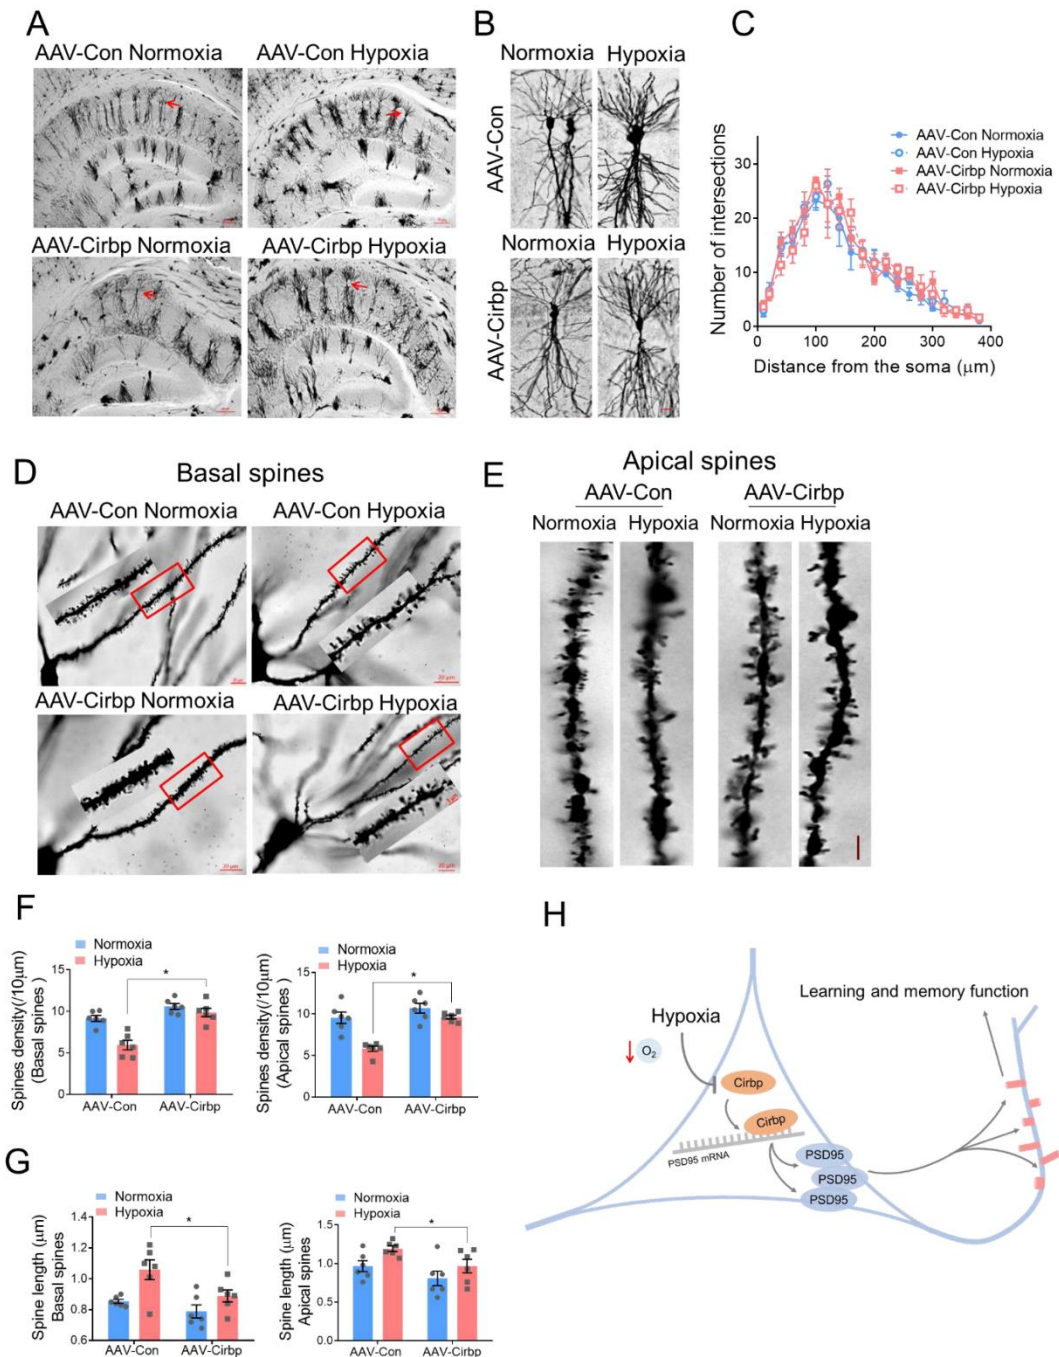 A
AAV-Con Normoxia
AAV-Con Hypoxia
AAV-Cirbp Normoxia
AAV-Cirbp Hypoxia
B
Normoxia
Hypoxia
AAV-Con
Normoxia
Hypoxia
AAV-Cirbp
C
AAV-Con Normoxia
AAV-Con Hypoxia
AAV-Cirbp Normoxia
AAV-Cirbp Hypoxia
Number of intersections
30
20
10
0
0
100
200
300
400
Distance from the soma (μm)
D
Basal spines
AAV-Con Normoxia
AAV-Con Hypoxia
20 μm
AAV-Cirbp Normoxia
AAV-Cirbp Hypoxia
20 μm
20 μm
E
Apical spines
AAV-Con
AAV-Cirbp
Normoxia
Hypoxia
Normoxia
Hypoxia
F
Normoxia
Hypoxia
*
Spines density(/10μm)
(Basal spines)
15
10
5
0
AAV-Con
AAV-Cirbp
Normoxia
Hypoxia
*
Spines density(/10μm)
(Apical spines)
15
10
5
0
AAV-Con
AAV-Cirbp
G
Normoxia
Hypoxia
*
Spine length (μm)
Basal spines
1.4
1.2
1.0
0.8
0.6
AAV-Con
AAV-Cirbp
Normoxia
Hypoxia
*
Spine length (μm)
Apical spines
1.5
1.0
0.5
0.0
AAV-Con
AAV-Cirbp
H
Learning and memory function
Hypoxia
O2
Cirbp
Cirbp
PSD95 mRNA
PSD95
PSD95
PSD95